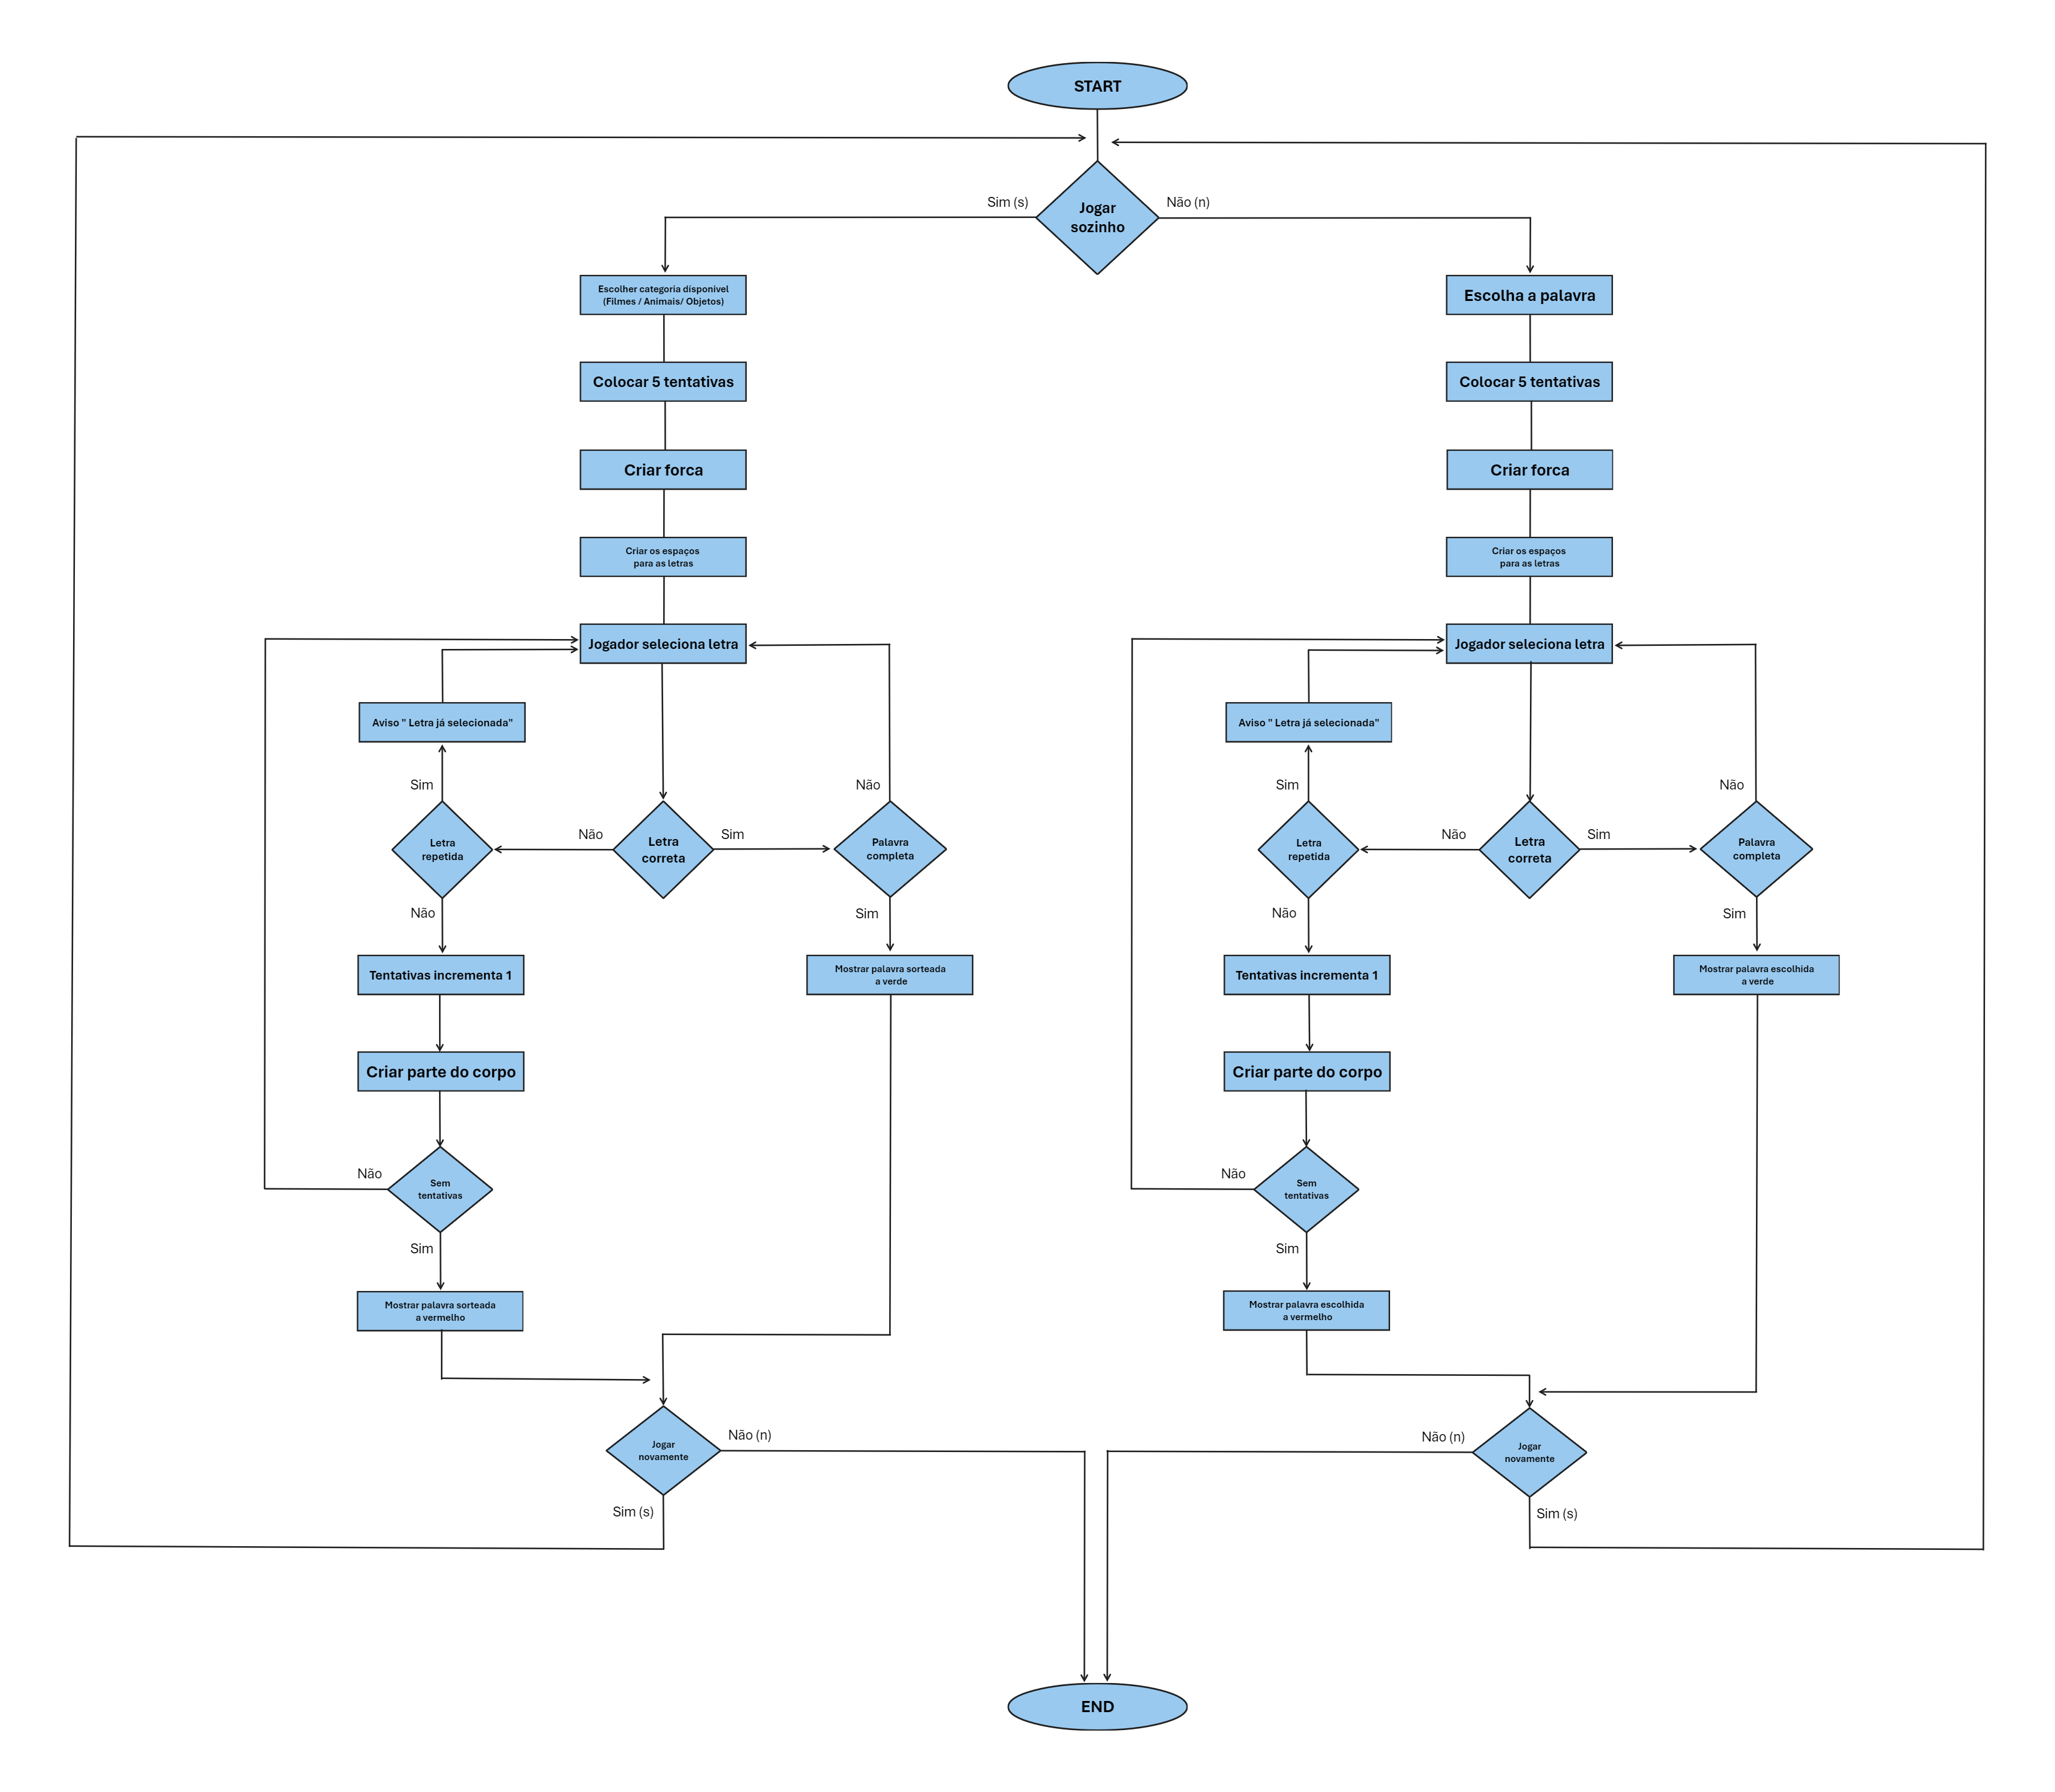 START
Sim (s)
Não (n)
Jogar
sozinho
Escolher categoria disponivel
(Filmes / Animais/ Objetos)
Escolha a palavra
Colocar 5 tentativas
Colocar 5 tentativas
Criar forca
Criar forca
Criar os espaços
para as letras
Criar os espaços
para as letras
Jogador seleciona letra
Jogador seleciona letra
Aviso " Letra já selecionada"
Aviso " Letra já selecionada"
Sim
Não
Sim
Não
Letra
repetida
Não
Letra
correta
Sim
Palavra
completa
Letra
repetida
Não
Letra
correta
Sim
Palavra
completa
Não
Sim
Não
Sim
Tentativas incrementa 1
Mostrar palavra sorteada
a verde
Tentativas incrementa 1
Mostrar palavra escolhida
a verde
Criar parte do corpo
Criar parte do corpo
Não
Sem
tentativas
Não
Sem
tentativas
Sim
Sim
Mostrar palavra sorteada
a vermelho
Mostrar palavra escolhida
a vermelho
Jogar
novamente
Não (n)
Não (n)
Jogar
novamente
Sim (s)
Sim (s)
END